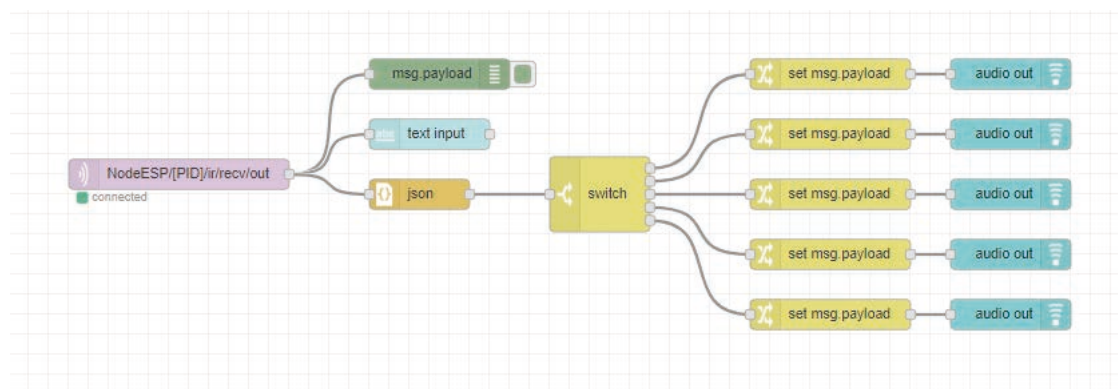 msg.payload
text input
NodeESP/[PID]/ir/recv/out
connected
json
switch
set msg.payload
audio out
set msg.payload
audio out
set msg.payload
audio out
set msg.payload
audio out
set msg.payload
audio out